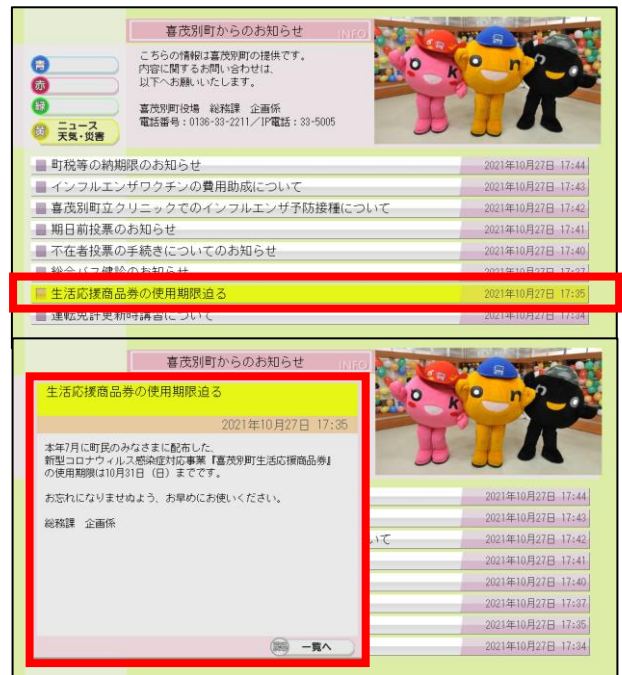 喜茂別町からのお知らせ INFO
こちらの情報は喜茂別町の提供です。
内容に関するお問い合わせは、
以下へお願いいたします。
喜茂別町役場 総務課 企画係
電話番号:0136-33-2211/IP電話:33-5005
青
赤
緑
黄 ニュース
天気・災害
o k
o n
町税等の納期限のお知らせ 2021年10月27日 17:44
インフルエンザワクチンの費用助成について 2021年10月27日 17:43
喜茂別町立クリニックでのインフルエンザ予防接種について 2021年10月27日 17:42
期日前投票のお知らせ 2021年10月27日 17:41
不在者投票の手続きについてのお知らせ 2021年10月27日 17:40
総合バス健診のお知らせ 2021年10月27日 17:37
生活応援商品券の使用期限迫る 2021年10月27日 17:35
運転免許更新時講習について 2021年10月27日 17:34
喜茂別町からのお知らせ INFO
生活応援商品券の使用期限迫る
2021年10月27日 17:35
本年7月に町民のみなさまに配布した、
新型コロナウィルス感染症対応事業『喜茂別町生活応援商品券』
の使用期限は10月31日(日)までです。
お忘れになりませぬよう、お早めにお使いください。
総務課 企画係
一覧へ
o k
o n
2021年10月27日 17:44
2021年10月27日 17:43
いて 2021年10月27日 17:42
2021年10月27日 17:41
2021年10月27日 17:40
2021年10月27日 17:37
2021年10月27日 17:35
2021年10月27日 17:34